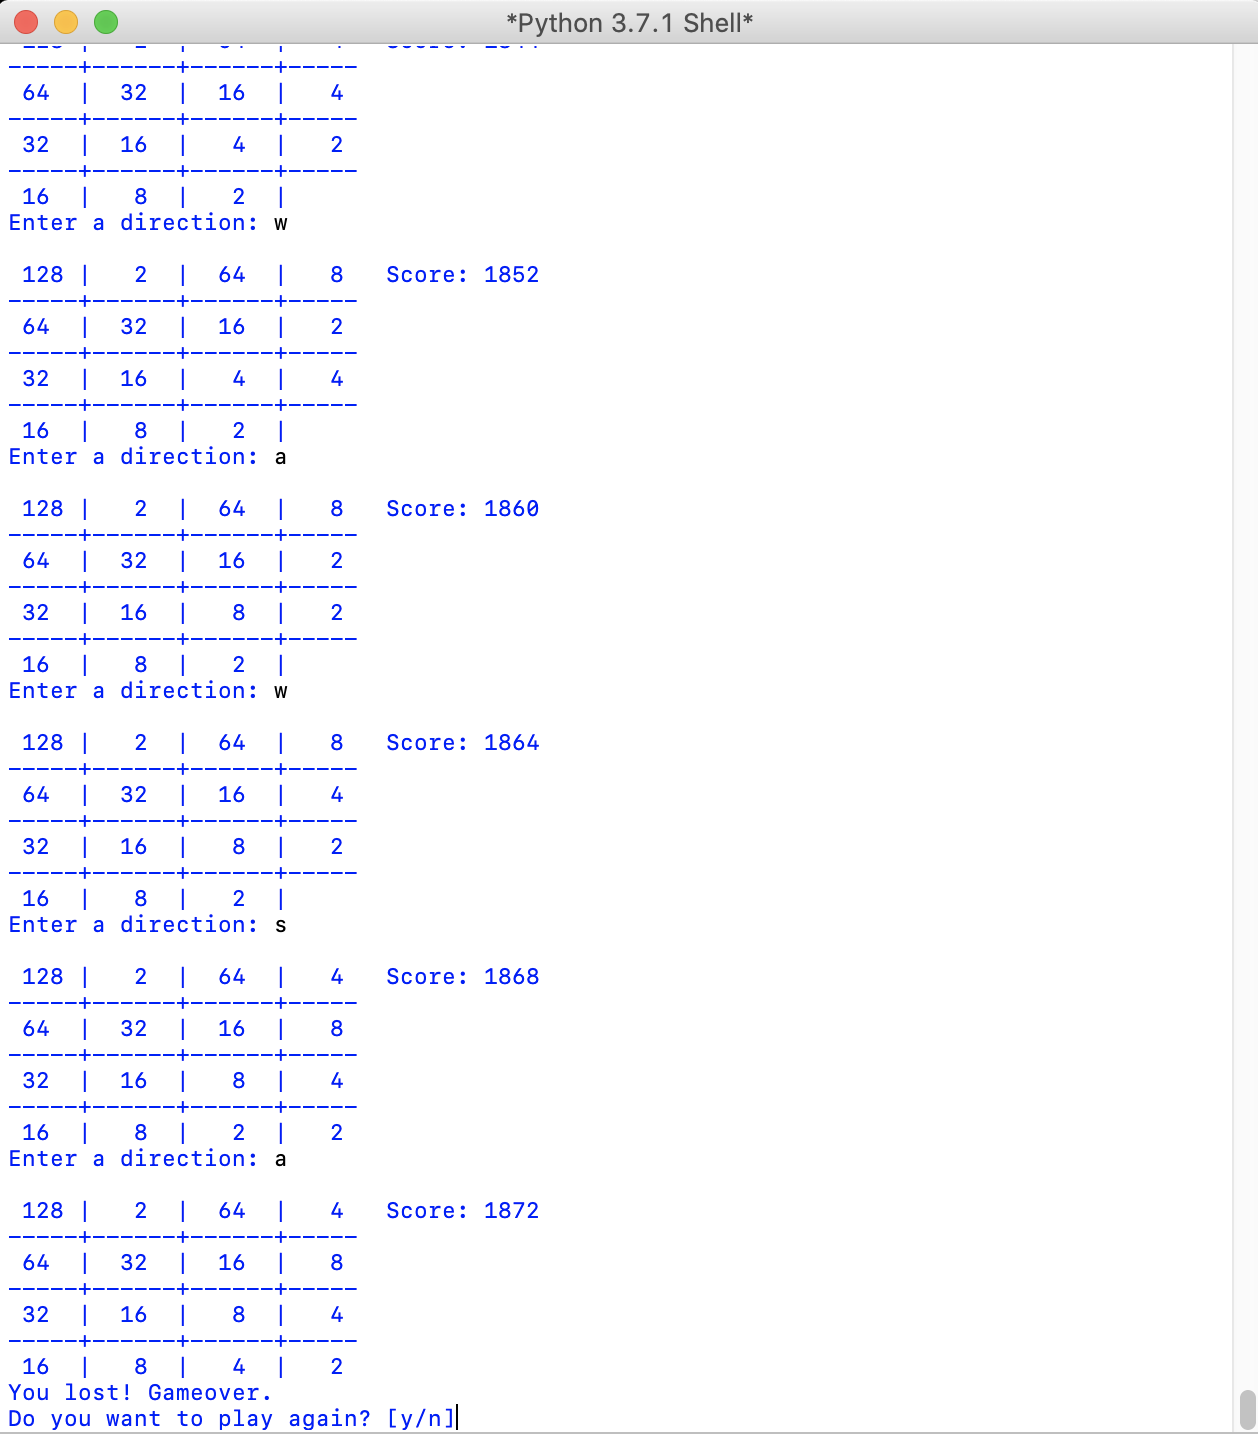 *Python 3.7.1 Shell*
-----+------+------+-----
 64  |  32  |  16  |   4
-----+------+------+-----
 32  |  16  |   4  |   2
-----+------+------+-----
 16  |   8  |   2  |
Enter a direction: w
 128 |   2  |  64  |   8   Score: 1852
-----+------+------+-----
 64  |  32  |  16  |   2
-----+------+------+-----
 32  |  16  |   4  |   4
-----+------+------+-----
 16  |   8  |   2  |
Enter a direction: a
 128 |   2  |  64  |   8   Score: 1860
-----+------+------+-----
 64  |  32  |  16  |   2
-----+------+------+-----
 32  |  16  |   8  |   2
-----+------+------+-----
 16  |   8  |   2  |
Enter a direction: w
 128 |   2  |  64  |   8   Score: 1864
-----+------+------+-----
 64  |  32  |  16  |   4
-----+------+------+-----
 32  |  16  |   8  |   2
-----+------+------+-----
 16  |   8  |   2  |
Enter a direction: s
 128 |   2  |  64  |   4   Score: 1868
-----+------+------+-----
 64  |  32  |  16  |   8
-----+------+------+-----
 32  |  16  |   8  |   4
-----+------+------+-----
 16  |   8  |   2  |   2
Enter a direction: a
 128 |   2  |  64  |   4   Score: 1872
-----+------+------+-----
 64  |  32  |  16  |   8
-----+------+------+-----
 32  |  16  |   8  |   4
-----+------+------+-----
 16  |   8  |   4  |   2
You lost! Gameover.
Do you want to play again? [y/n]